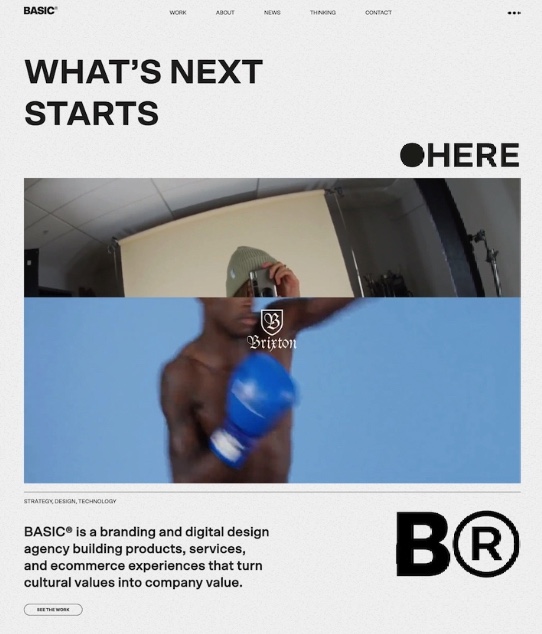 BASIC®
WORK ABOUT NEWS THINKING CONTACT
WHAT’S NEXT
STARTS
HERE
B
Brixton
STRATEGY, DESIGN, TECHNOLOGY
BASIC® is a branding and digital design
agency building products, services,
and ecommerce experiences that turn
cultural values into company value.
B®
SEE THE WORK